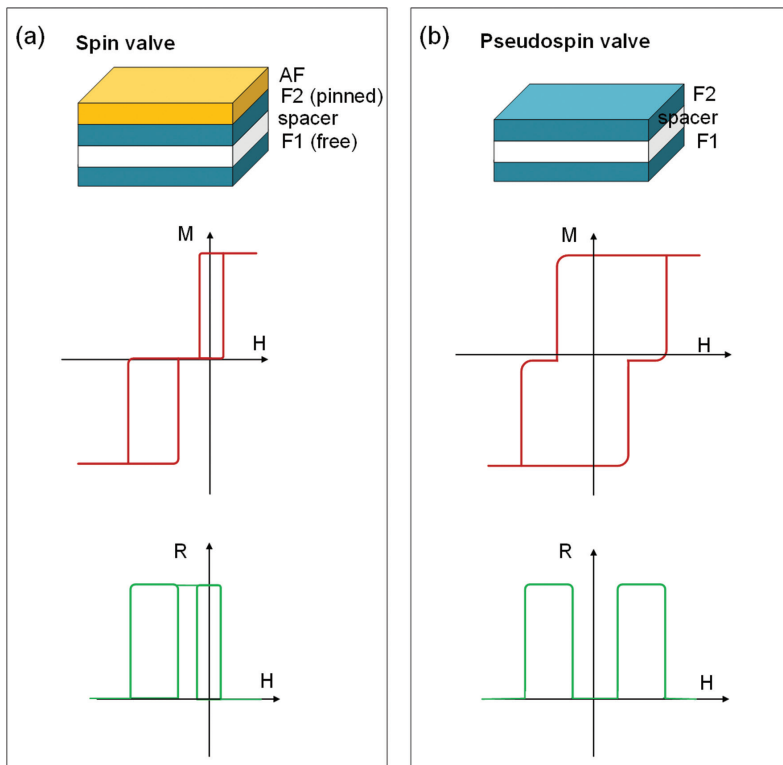 (a) Spin valve
AF
F2 (pinned)
spacer
F1 (free)
M
H
R
H
(b) Pseudospin valve
F2
spacer
F1
M
H
R
H